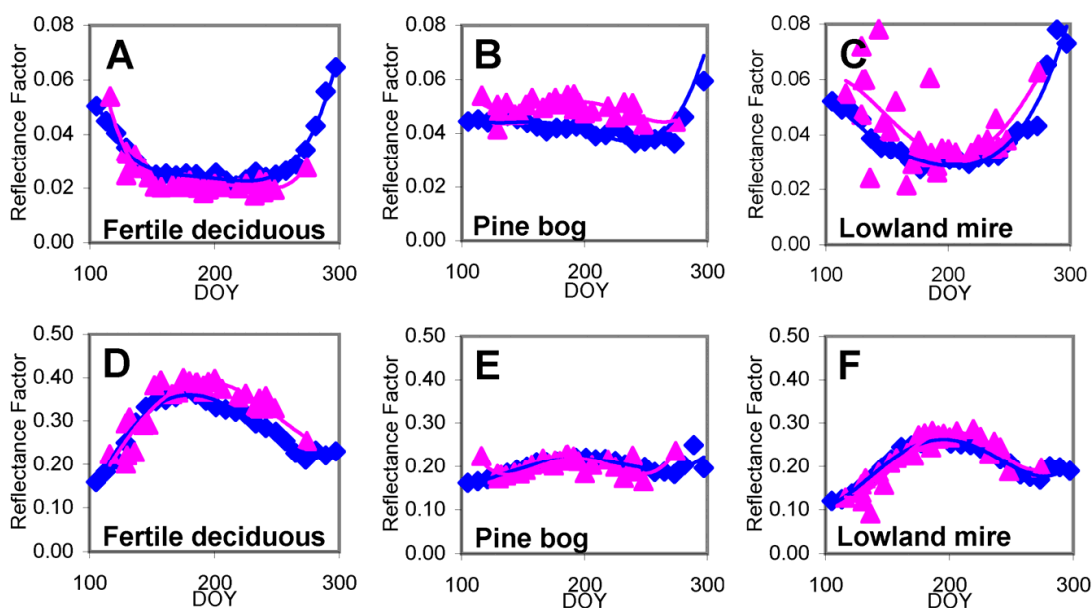 A
Reflectance Factor
0.08
0.06
0.04
0.02
0.00
Fertile deciduous
100
200
300
DOY
B
Reflectance Factor
0.08
0.06
0.04
0.02
0.00
Pine bog
100
200
300
DOY
C
Reflectance Factor
0.08
0.06
0.04
0.02
0.00
Lowland mire
100
200
300
DOY
D
Reflectance Factor
0.50
0.40
0.30
0.20
0.10
0.00
Fertile deciduous
100
200
300
DOY
E
Reflectance Factor
0.50
0.40
0.30
0.20
0.10
0.00
Pine bog
100
200
300
DOY
F
Reflectance Factor
0.50
0.40
0.30
0.20
0.10
0.00
Lowland mire
100
200
300
DOY